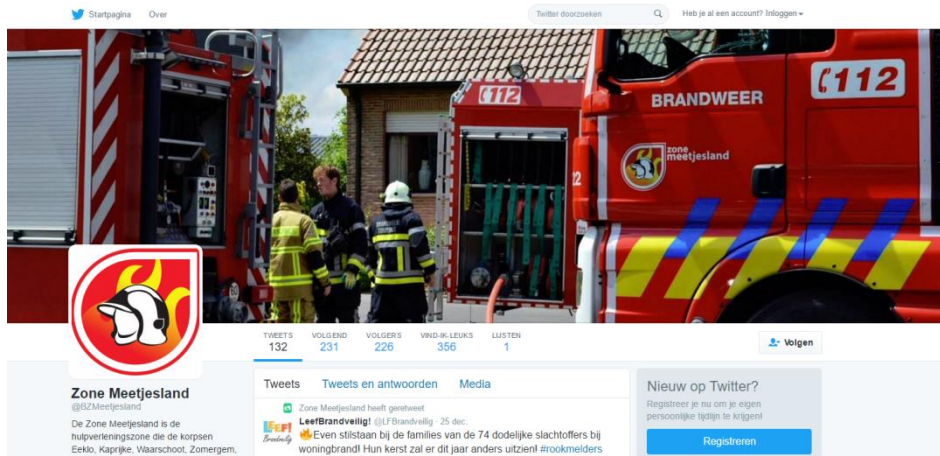 Startpagina Over
Twitter doorzoeken
Heb je al een account? Inloggen
112
BRANDWEER
112
zone
meetjesland
BRANDWEER
TWEETS
132
VOLGEND
231
VOLGERS
226
VIND-IK-LEUKS
356
LIJSTEN
1
Volgen
Zone Meetjesland
@BZMeetjesland
De Zone Meetjesland is de
hulpverleningszone die de korpsen
Eeklo, Kaprijke, Waarschoot, Zomergem,
Tweets Tweets en antwoorden Media
Zone Meetjesland heeft geretweet
LEEF!
Brandveilig
LeefBrandveilig! @LFBrandveilig · 25 dec.
Even stilstaan bij de families van de 74 dodelijke slachtoffers bij
woningbrand! Hun kerst zal er dit jaar anders uitzien! #rookmelders
Nieuw op Twitter?
Registreer je nu om je eigen
persoonlijke tijdlijn te krijgen!
Registreren